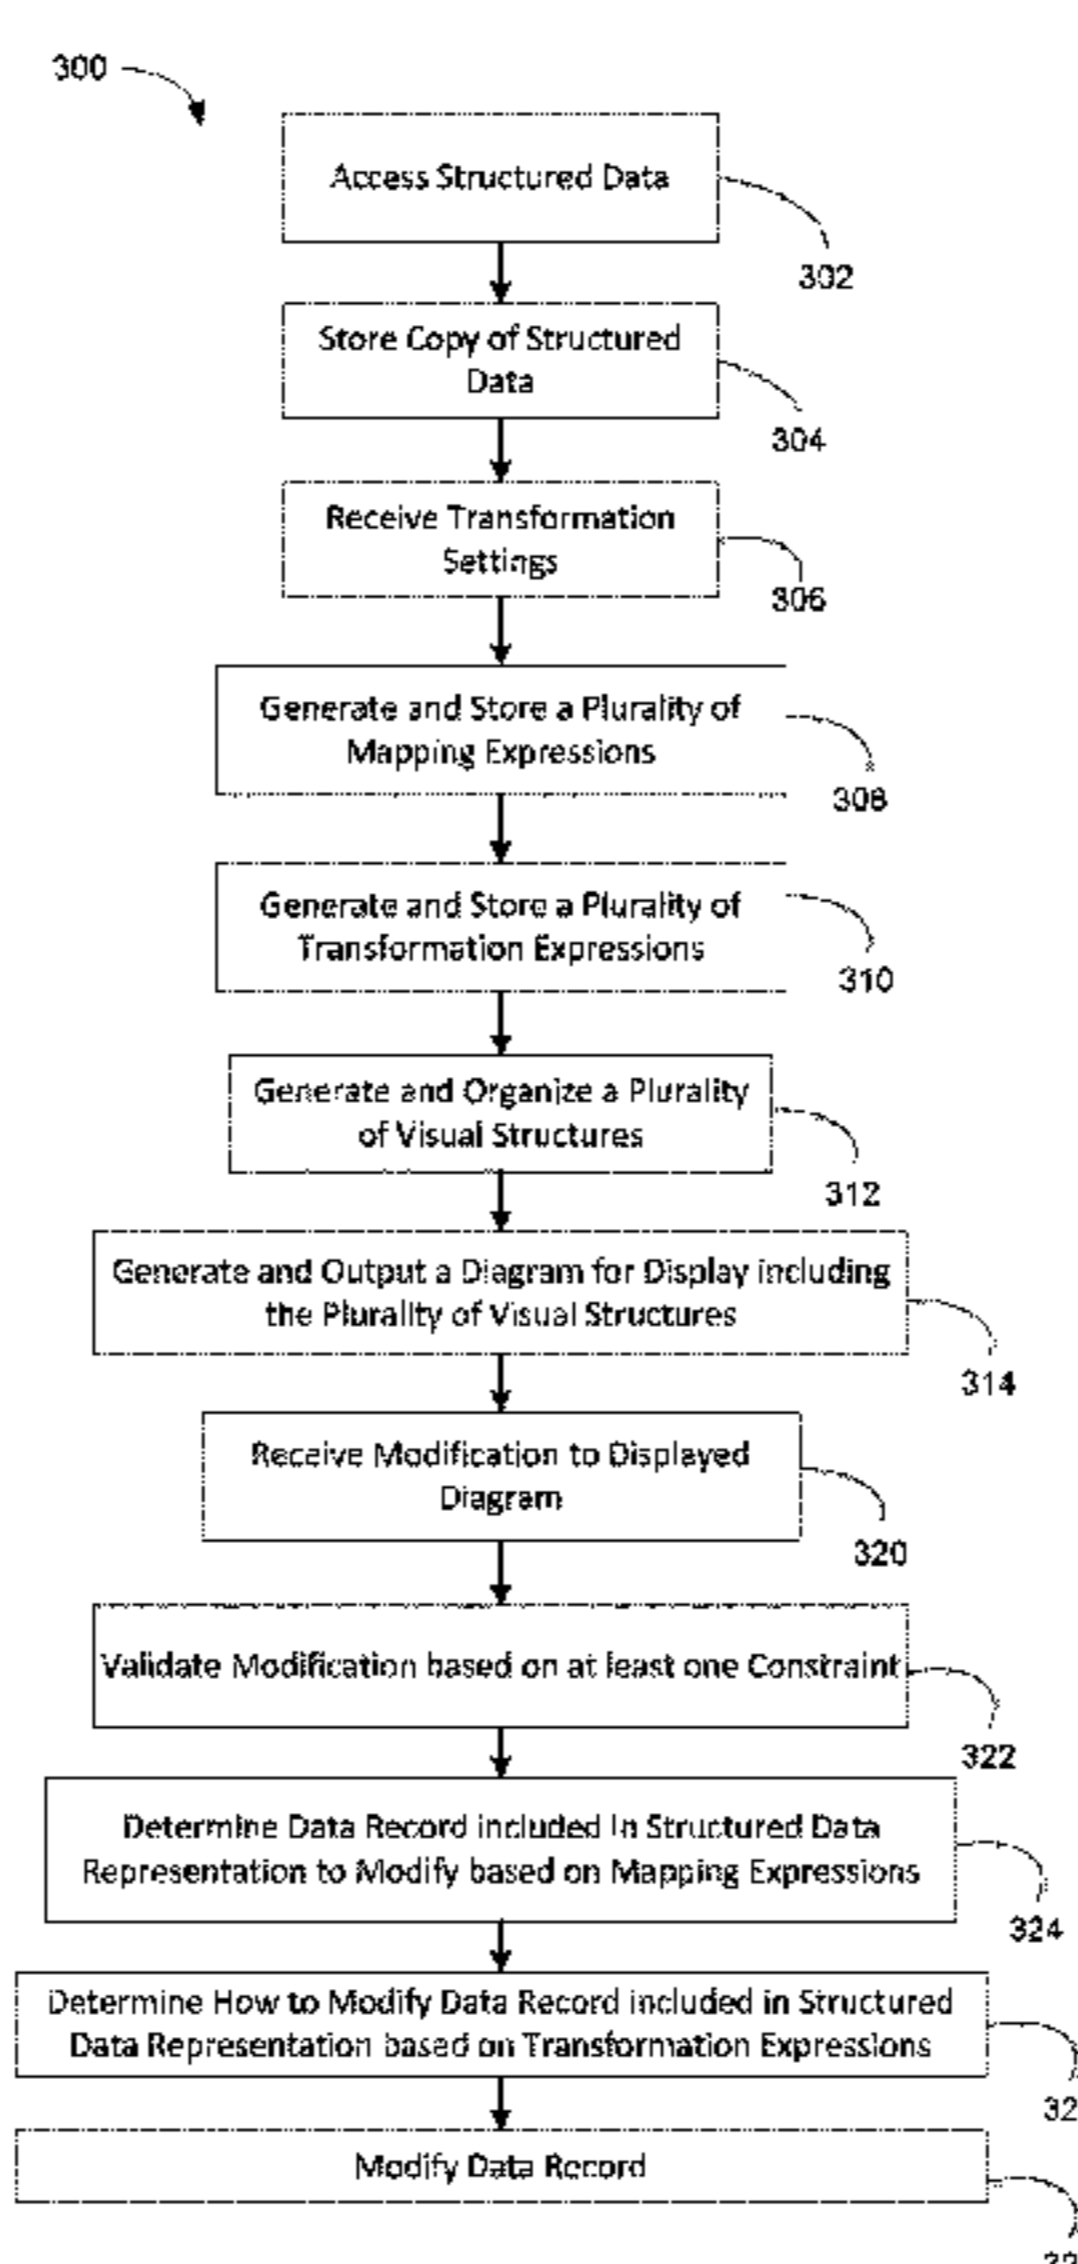 300
Access Structured Data
302
Store Copy of Structured
Data
304
Receive Transformation
Settings
306
Generate and Store a Plurality of
Mapping Expressions
308
Generate and Store a Plurality of
Transformation Expressions
310
Generate and Organize a Plurality
of Visual Structures
312
Generate and Output a Diagram for Display including
the Plurality of Visual Structures
314
Receive Modification to Displayed
Diagram
320
Validate Modification based on at least one Constraint
322
Determine Data Record included in Structured Data
Representation to Modify based on Mapping Expressions
324
Determine How to Modify Data Record included in Structured
Data Representation based on Transformation Expressions
Modify Data Record